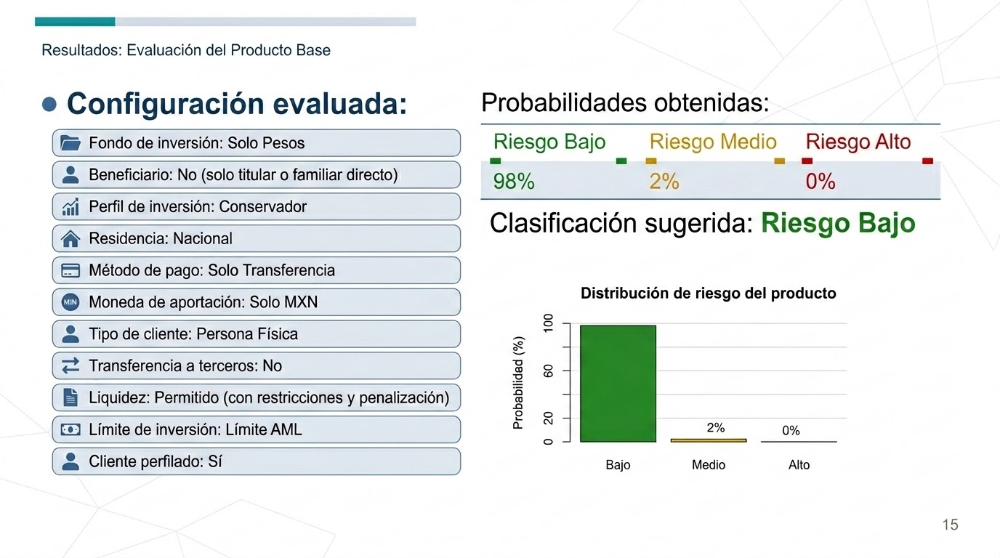 Resultados: Evaluación del Producto Base
Configuración evaluada:
Fondo de inversión: Solo Pesos
Beneficiario: No (solo titular o familiar directo)
Perfil de inversión: Conservador
Residencia: Nacional
Método de pago: Solo Transferencia
MIN
Moneda de aportación: Solo MXN
Tipo de cliente: Persona Física
Transferencia a terceros: No
Liquidez: Permitido (con restricciones y penalización)
Límite de inversión: Límite AML
Cliente perfilado: Sí
Probabilidades obtenidas:
Riesgo Bajo Riesgo Medio Riesgo Alto
98% 2% 0%
Clasificación sugerida: Riesgo Bajo
Distribución de riesgo del producto
Probabilidad (%)
100
60
20
0
2%
0%
Bajo Medio Alto
15